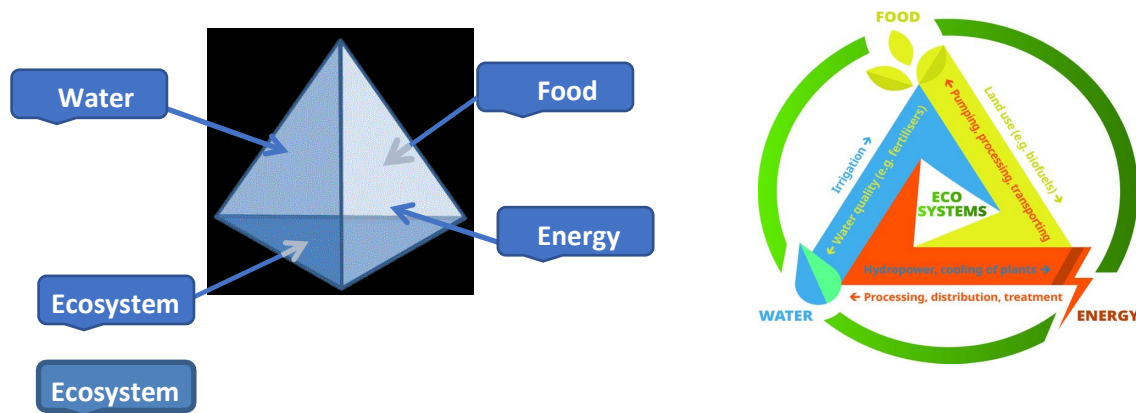 Water
Food
Energy
Ecosystem
Ecosystem
FOOD
Irrigation →
← Water quality (e.g. fertilisers)
← Pumping, processing, transporting
Land use (e.g. biofuels) →
ECO
SYSTEMS
Hydropower, cooling of plants →
← Processing, distribution, treatment
WATER
ENERGY